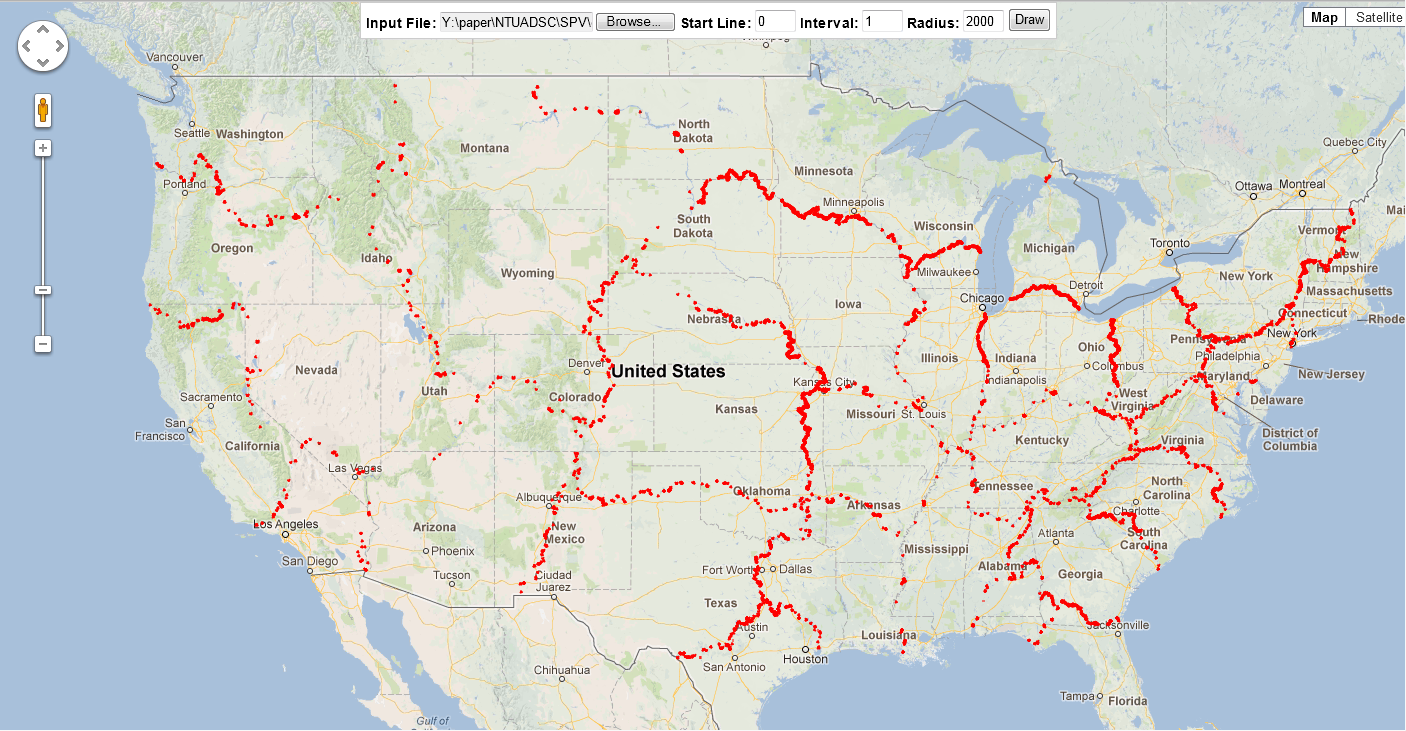 Input File: Y:\paper\NTUADSC\SPV\ Browse... Start Line: 0 Interval: 1 Radius: 2000 Draw
Map Satellite
Vancouver
Seattle
Washington
Montana
North
Dakota
Minnesota
Quebec City
Portland
Ottawa
Montreal
Minneapolis
South
Dakota
Wisconsin
Vermont
Oregon
Idaho
Michigan
Toronto
New
Hampshire
Wyoming
Milwaukee
New York
Detroit
Massachusetts
Chicago
Iowa
Nebraska
Connecticut
Rhode
New York
Pennsylvania
Ohio
Illinois
Indiana
Philadelphia
Nevada
Denver
United States
Columbus
New Jersey
Indianapolis
Maryland
Utah
Kansas City
Sacramento
Colorado
West
Virginia
Delaware
Kansas
Missouri
St. Louis
San
Francisco
California
Kentucky
Virginia
District of
Columbia
Las Vegas
Tennessee
North
Carolina
Albuquerque
Oklahoma
Arkansas
Charlotte
Los Angeles
Arizona
New
Mexico
Atlanta
South
Carolina
Phoenix
Mississippi
San Diego
Alabama
Georgia
Tucson
Ciudad
Juarez
Fort Worth
Dallas
Texas
Austin
Louisiana
Jacksonville
San Antonio
Houston
Chihuahua
Tampa
Florida
Gulf of